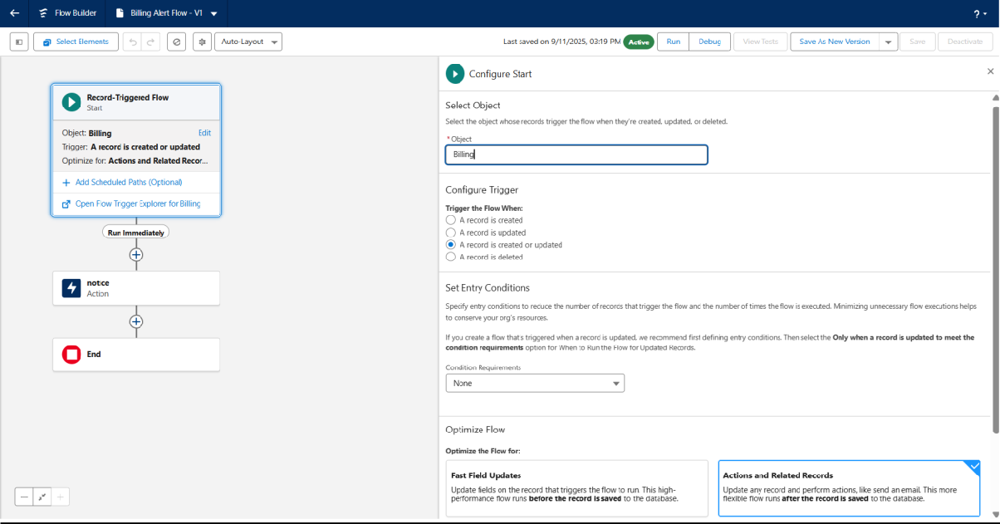 Flow Builder
Billing Alert Flow - V1
?
Select Elements
Auto-Layout
Last saved on 9/11/2025, 03:19 PM
Active
Run
Debug
View Tests
Save As New Version
Save
Deactivate
Record-Triggered Flow
Start
Object: Billing
Edit
Trigger: A record is created or updated
Optimize for: Actions and Related Recor...
Add Scheduled Paths (Optional)
Open Flow Trigger Explorer for Billing
Run Immediately
notice
Action
End
Configure Start
Select Object
Select the object whose records trigger the flow when they're created, updated, or deleted.
* Object
Billing
Configure Trigger
Trigger the Flow When:
A record is created
A record is updated
A record is created or updated
A record is deleted
Set Entry Conditions
Specify entry conditions to reduce the number of records that trigger the flow and the number of times the flow is executed. Minimizing unnecessary flow executions helps
to conserve your org's resources.
If you create a flow that's triggered when a record is updated, we recommend first defining entry conditions. Then select the Only when a record is updated to meet the
condition requirements option for When to Run the Flow for Updated Records.
Condition Requirements
None
Optimize Flow
Optimize the Flow for:
Fast Field Updates
Update fields on the record that triggers the flow to run. This high-
performance flow runs before the record is saved to the database.
Actions and Related Records
Update any record and perform actions, like send an email. This more
flexible flow runs after the record is saved to the database.